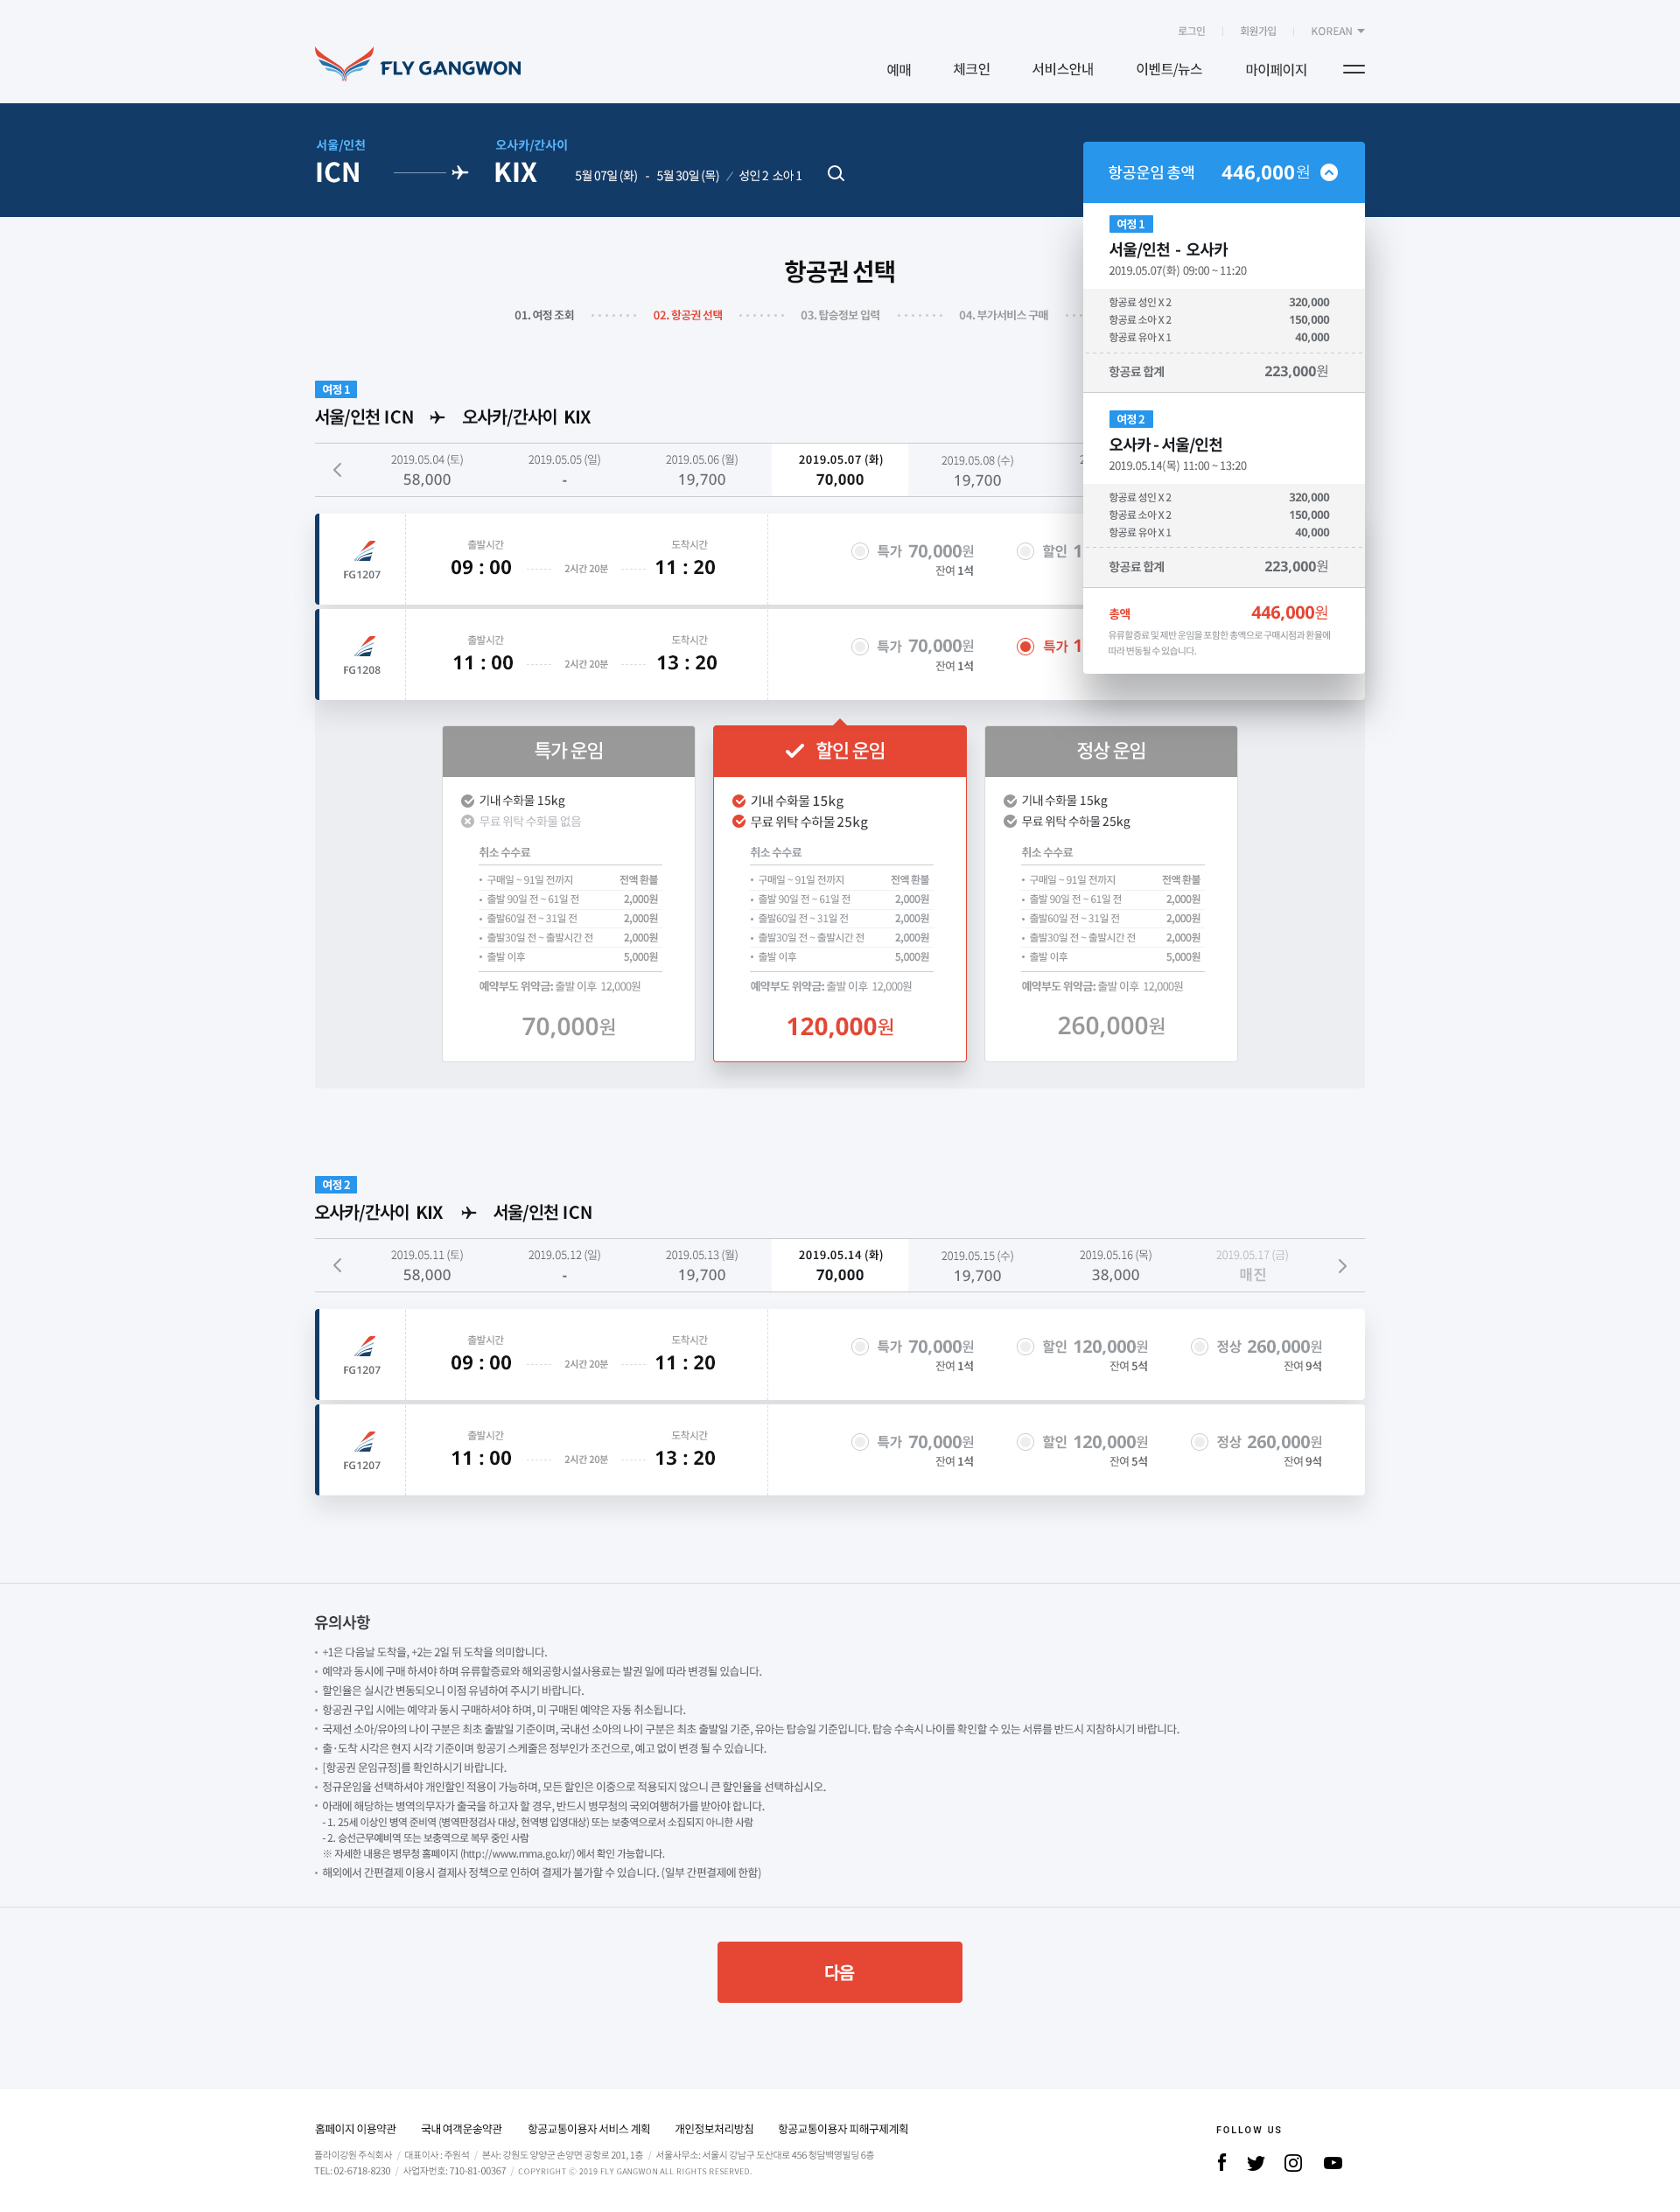 로그인 회원가입 KOREAN
FLY GANGWON 예매 체크인 서비스안내 이벤트/뉴스 마이페이지
서울/인천 오사카/간사이
ICN KIX 5월 07일 (화) - 5월 30일 (목) / 성인 2 소아 1
항공운임 총액 446,000원
여정 1
서울/인천 - 오사카
2019.05.07(화) 09:00 ~ 11:20
항공료 성인 X 2 320,000
항공료 소아 X 2 150,000
항공료 유아 X 1 40,000
항공료 합계 223,000원
여정 2
오사카 - 서울/인천
2019.05.14(목) 11:00 ~ 13:20
항공료 성인 X 2 320,000
항공료 소아 X 2 150,000
항공료 유아 X 1 40,000
항공료 합계 223,000원
총액 446,000원
유류할증료 및 제반 운임을 포함한 총액으로 구매시점과 환율에
따라 변동될 수 있습니다.
항공권 선택
01. 여정 조회 02. 항공권 선택 03. 탑승정보 입력 04. 부가서비스 구매
여정 1
서울/인천 ICN 오사카/간사이 KIX
2019.05.04 (토) 2019.05.05 (일) 2019.05.06 (월) 2019.05.07 (화) 2019.05.08 (수)
58,000 - 19,700 70,000 19,700
출발시간 도착시간
FG1207 09 : 00 2시간 20분 11 : 20 특가 70,000원 할인 1
잔여 1석
출발시간 도착시간
FG1208 11 : 00 2시간 20분 13 : 20 특가 70,000원 특가 1
잔여 1석
특가 운임
기내 수화물 15kg
무료 위탁 수화물 없음
취소 수수료
• 구매일 ~ 91일 전까지 전액 환불
• 출발 90일 전 ~ 61일 전 2,000원
• 출발60일 전 ~ 31일 전 2,000원
• 출발30일 전 ~ 출발시간 전 2,000원
• 출발 이후 5,000원
예약부도 위약금: 출발 이후 12,000원
70,000원
할인 운임
기내 수화물 15kg
무료 위탁 수하물 25kg
취소 수수료
• 구매일 ~ 91일 전까지 전액 환불
• 출발 90일 전 ~ 61일 전 2,000원
• 출발60일 전 ~ 31일 전 2,000원
• 출발30일 전 ~ 출발시간 전 2,000원
• 출발 이후 5,000원
예약부도 위약금: 출발 이후 12,000원
120,000원
정상 운임
기내 수화물 15kg
무료 위탁 수하물 25kg
취소 수수료
• 구매일 ~ 91일 전까지 전액 환불
• 출발 90일 전 ~ 61일 전 2,000원
• 출발60일 전 ~ 31일 전 2,000원
• 출발30일 전 ~ 출발시간 전 2,000원
• 출발 이후 5,000원
예약부도 위약금: 출발 이후 12,000원
260,000원
여정 2
오사카/간사이 KIX 서울/인천 ICN
2019.05.11 (토) 2019.05.12 (일) 2019.05.13 (월) 2019.05.14 (화) 2019.05.15 (수) 2019.05.16 (목) 2019.05.17 (금)
58,000 - 19,700 70,000 19,700 38,000 매진
출발시간 도착시간
FG1207 09 : 00 2시간 20분 11 : 20 특가 70,000원 할인 120,000원 정상 260,000원
잔여 1석 잔여 5석 잔여 9석
출발시간 도착시간
FG1207 11 : 00 2시간 20분 13 : 20 특가 70,000원 할인 120,000원 정상 260,000원
잔여 1석 잔여 5석 잔여 9석
유의사항
• +1은 다음날 도착을, +2는 2일 뒤 도착을 의미합니다.
• 예약과 동시에 구매 하셔야 하며 유류할증료와 해외공항시설사용료는 발권 일에 따라 변경될 있습니다.
• 할인율은 실시간 변동되오니 이점 유념하여 주시기 바랍니다.
• 항공권 구입 시에는 예약과 동시 구매하셔야 하며, 미 구매된 예약은 자동 취소됩니다.
• 국제선 소아/유아의 나이 구분은 최초 출발일 기준이며, 국내선 소아의 나이 구분은 최초 출발일 기준, 유아는 탑승일 기준입니다. 탑승 수속시 나이를 확인할 수 있는 서류를 반드시 지참하시기 바랍니다.
• 출·도착 시각은 현지 시각 기준이며 항공기 스케줄은 정부인가 조건으로, 예고 없이 변경 될 수 있습니다.
• [항공권 운임규정]를 확인하시기 바랍니다.
• 정규운임을 선택하셔야 개인할인 적용이 가능하며, 모든 할인은 이중으로 적용되지 않으니 큰 할인율을 선택하십시오.
• 아래에 해당하는 병역의무자가 출국을 하고자 할 경우, 반드시 병무청의 국외여행허가를 받아야 합니다.
- 1. 25세 이상인 병역 준비역 (병역판정검사 대상, 현역병 입영대상) 또는 보충역으로서 소집되지 아니한 사람
- 2. 승선근무예비역 또는 보충역으로 복무 중인 사람
※ 자세한 내용은 병무청 홈페이지 (http://www.mma.go.kr/) 에서 확인 가능합니다.
• 해외에서 간편결제 이용시 결제사 정책으로 인하여 결제가 불가할 수 있습니다. (일부 간편결제에 한함)
다음
홈페이지 이용약관 국내 여객운송약관 항공교통이용자 서비스 계획 개인정보처리방침 항공교통이용자 피해구제계획
플라이강원 주식회사 / 대표이사 : 주원석 / 본사: 강원도 양양군 손양면 공항로 201, 1층 / 서울사무소: 서울시 강남구 도산대로 456 청담백영빌딩 6층
TEL: 02-6718-8230 / 사업자번호: 710-81-00367 / COPYRIGHT ⓒ 2019 FLY GANGWON ALL RIGHTS RESERVED.
FOLLOW US